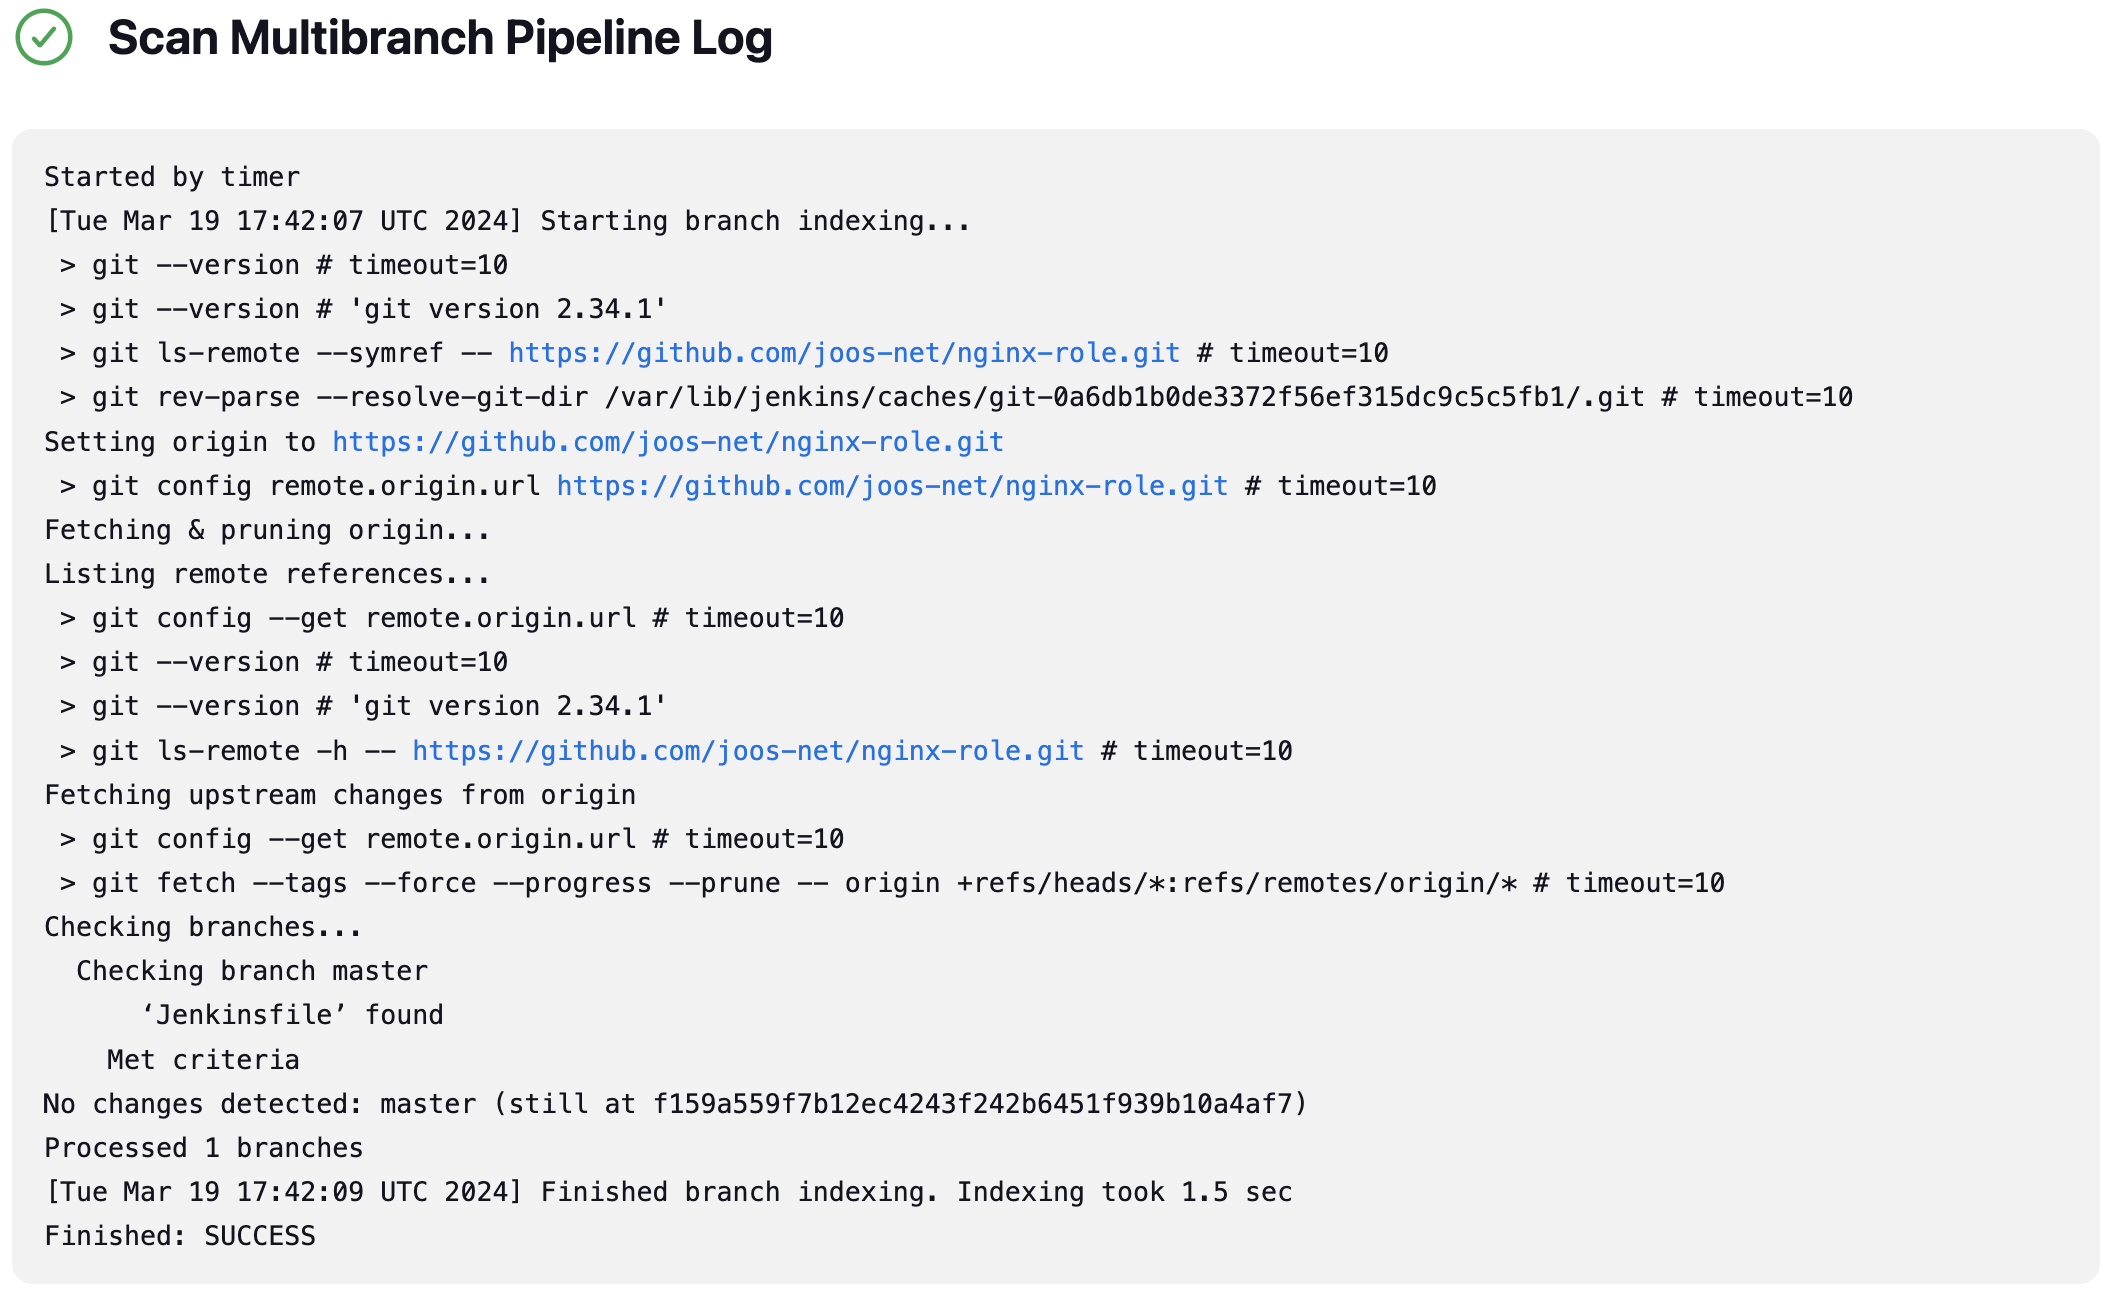 Scan Multibranch Pipeline Log
Started by timer
[Tue Mar 19 17:42:07 UTC 2024] Starting branch indexing...
 > git --version # timeout=10
 > git --version # 'git version 2.34.1'
 > git ls-remote --symref -- https://github.com/joos-net/nginx-role.git # timeout=10
 > git rev-parse --resolve-git-dir /var/lib/jenkins/caches/git-0a6db1b0de3372f56ef315dc9c5c5fb1/.git # timeout=10
Setting origin to https://github.com/joos-net/nginx-role.git
 > git config remote.origin.url https://github.com/joos-net/nginx-role.git # timeout=10
Fetching & pruning origin...
Listing remote references...
 > git config --get remote.origin.url # timeout=10
 > git --version # timeout=10
 > git --version # 'git version 2.34.1'
 > git ls-remote -h -- https://github.com/joos-net/nginx-role.git # timeout=10
Fetching upstream changes from origin
 > git config --get remote.origin.url # timeout=10
 > git fetch --tags --force --progress --prune -- origin +refs/heads/*:refs/remotes/origin/* # timeout=10
Checking branches...
  Checking branch master
      ‘Jenkinsfile’ found
    Met criteria
No changes detected: master (still at f159a559f7b12ec4243f242b6451f939b10a4af7)
Processed 1 branches
[Tue Mar 19 17:42:09 UTC 2024] Finished branch indexing. Indexing took 1.5 sec
Finished: SUCCESS